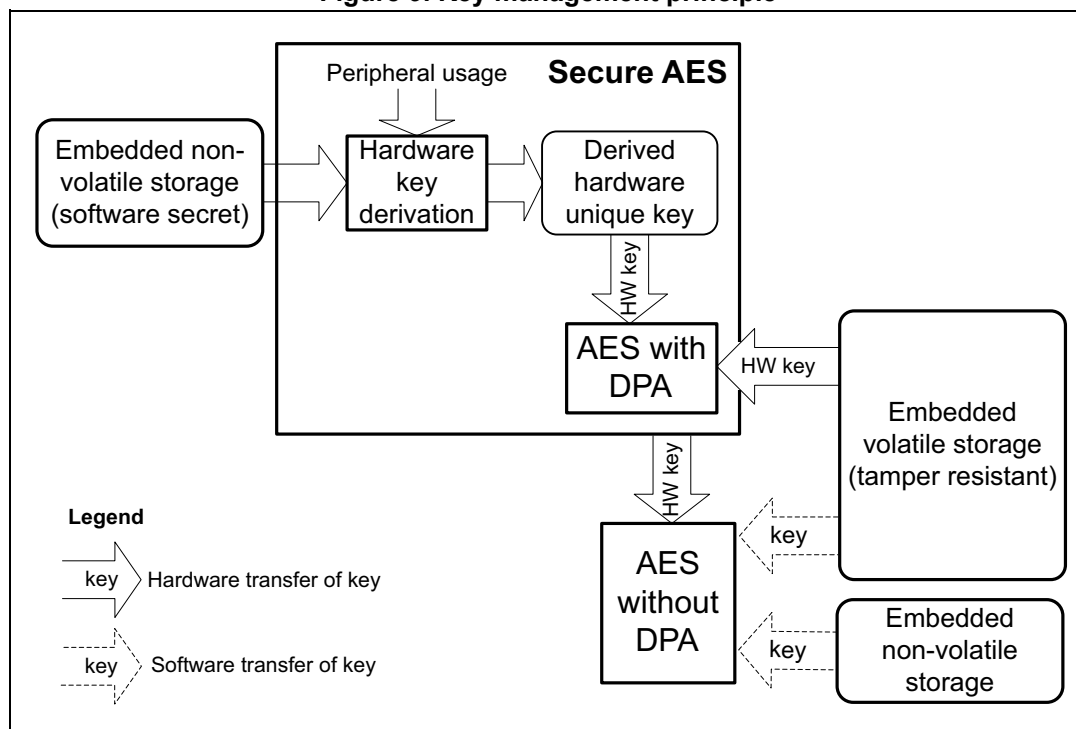 Peripheral usage
Secure AES
Embedded non-
volatile storage
(software secret)
Hardware
key
derivation
Derived
hardware
unique key
HW key
AES with
DPA
HW key
Embedded
volatile storage
(tamper resistant)
HW key
Legend
key
Hardware transfer of key
key
Software transfer of key
AES
without
DPA
key
key
Embedded
non-volatile
storage